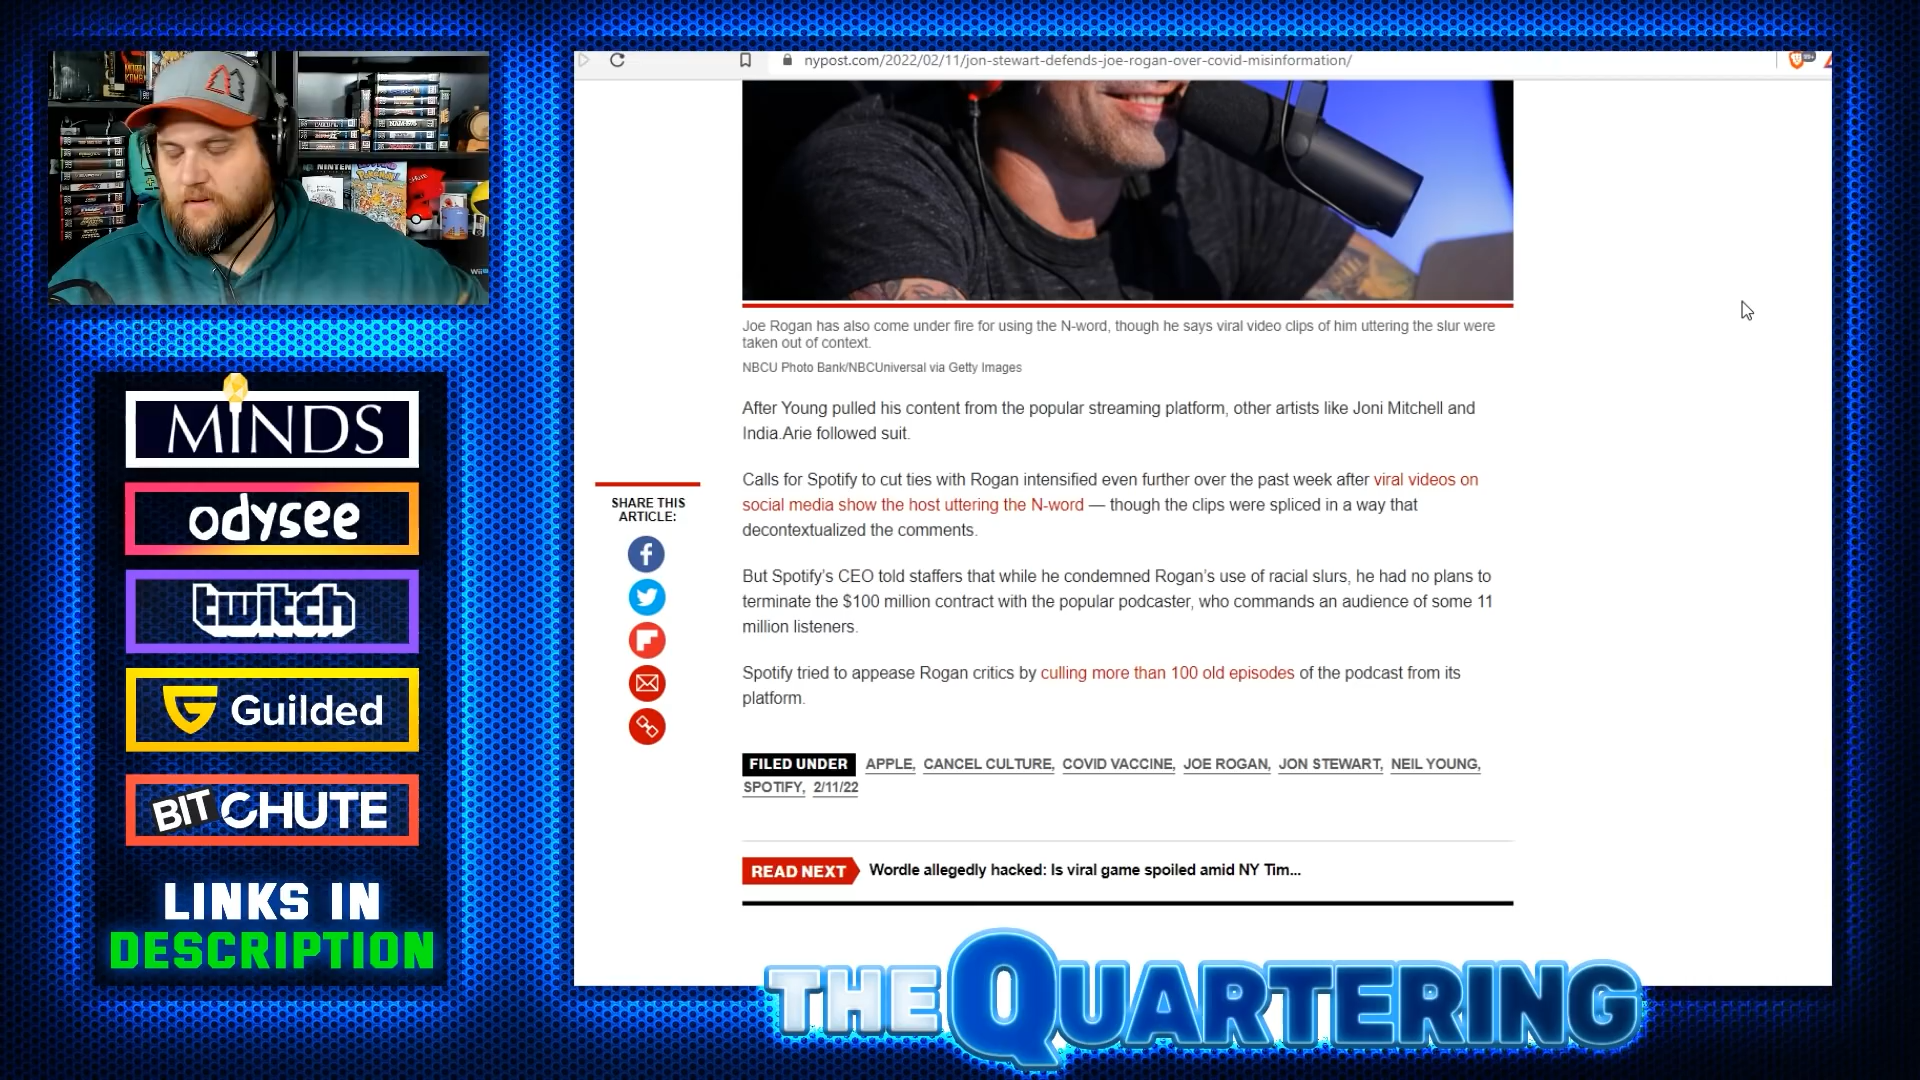 nypost.com/2022/02/11/jon-stewart-defends-joe-rogan-over-covid-misinformation/
NINTEN
Joe Rogan has also come under fire for using the N-word, though he says viral video clips of him uttering the slur were
taken out of context.
NBCU Photo Bank/NBCUniversal via Getty Images
After Young pulled his content from the popular streaming platform, other artists like Joni Mitchell and
India.Arie followed suit.
Calls for Spotify to cut ties with Rogan intensified even further over the past week after viral videos on
social media show the host uttering the N-word — though the clips were spliced in a way that
decontextualized the comments.
But Spotify's CEO told staffers that while he condemned Rogan's use of racial slurs, he had no plans to
terminate the $100 million contract with the popular podcaster, who commands an audience of some 11
million listeners.
Spotify tried to appease Rogan critics by culling more than 100 old episodes of the podcast from its
platform.
SHARE THIS
ARTICLE:
FILED UNDER APPLE, CANCEL CULTURE, COVID VACCINE, JOE ROGAN, JON STEWART, NEIL YOUNG,
SPOTIFY, 2/11/22
READ NEXT Wordle allegedly hacked: Is viral game spoiled amid NY Tim...
MINDS
odysee
twitch
Guilded
BITCHUTE
LINKS IN
DESCRIPTION
THE QUARTERING